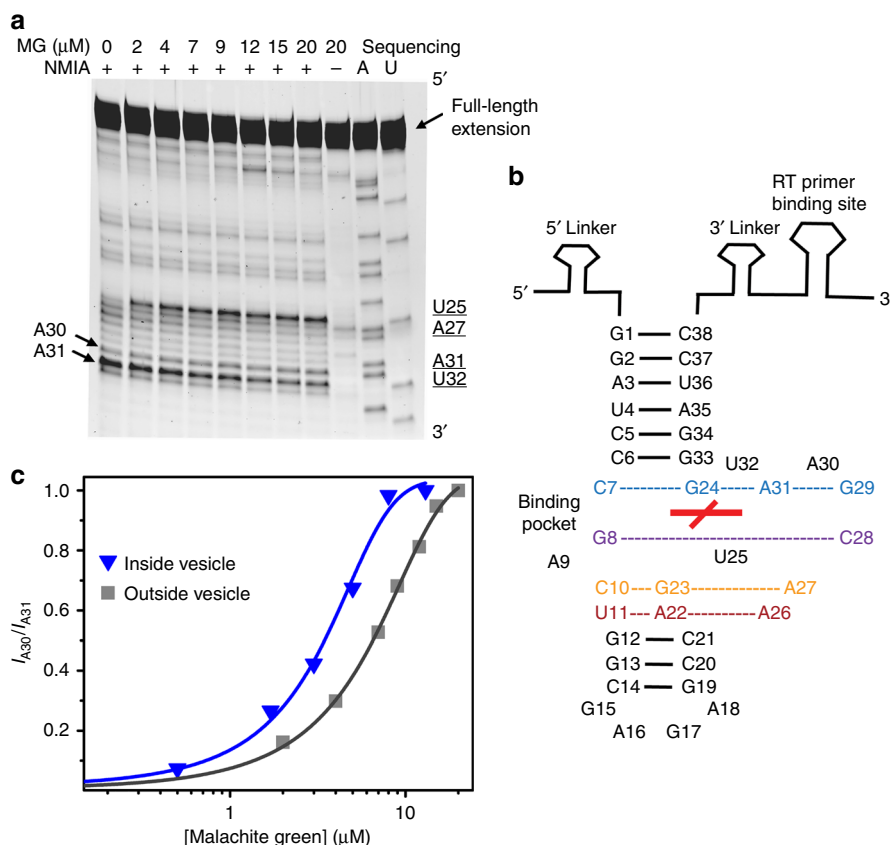 a
MG (μM) 0 2 4 7 9 12 15 20 20 Sequencing
NMIA + + + + + + + + – A U
5′
Full-length
extension
U25
A27
A30
A31
A31
U32
3′
b
RT primer
binding site
5′ Linker
3′ Linker
5′
3
G1 C38
G2 C37
A3 U36
U4 A35
C5 G34
C6 G33
U32 A30
C7 G24 A31 G29
Binding
pocket
G8 C28
A9 U25
C10 G23 A27
U11 A22 A26
G12 C21
G13 C20
C14 G19
G15 A18
A16 G17
c
1.0
0.8
0.6
0.4
0.2
I A30/I A31
Inside vesicle
Outside vesicle
1 10
[Malachite green] (μM)